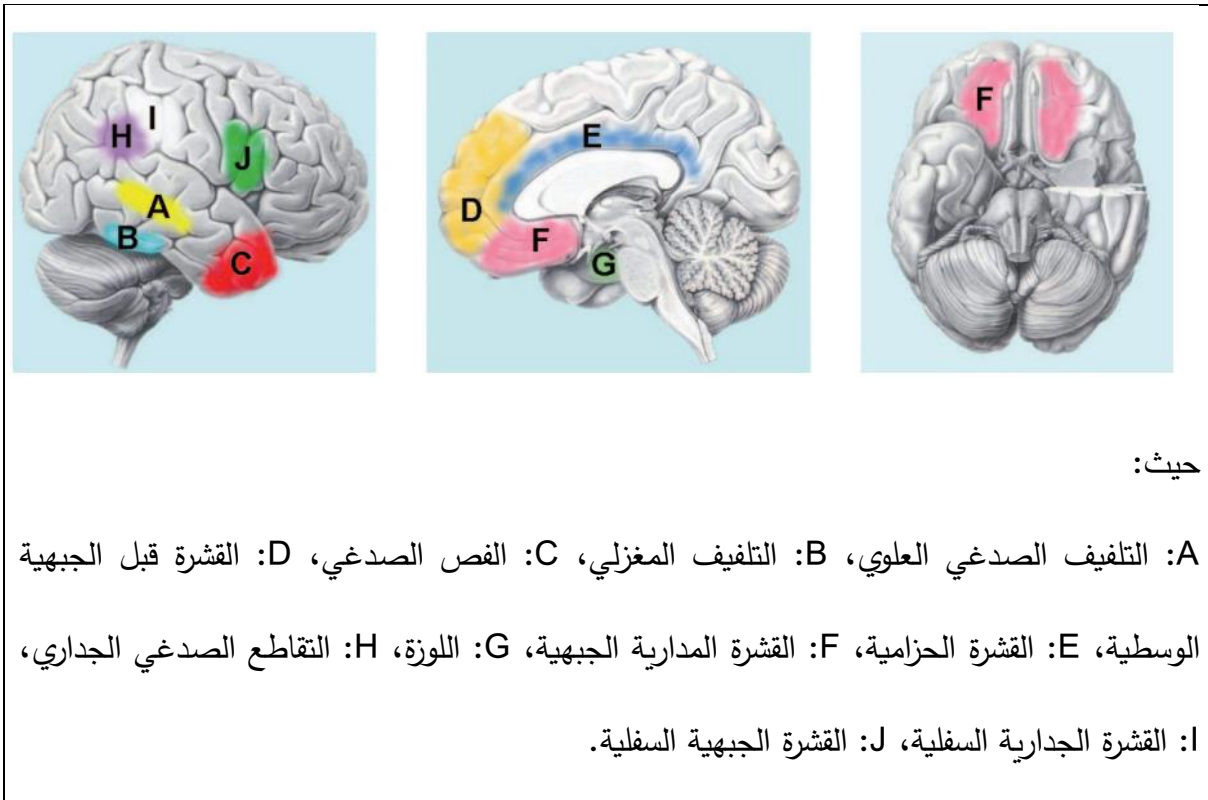 I
H
J
A
B
C
E
D
F
G
F
حيث:
A: التلفيف الصدغي العلوي، B: التلفيف المغزلي، C: الفص الصدغي، D: القشرة قبل الجبهية
الوسطية، E: القشرة الحزامية، F: القشرة المدارية الجبهية، G: اللوزة، H: التقاطع الصدغي الجداري،
I: القشرة الجدارية السفلية، J: القشرة الجبهية السفلية.